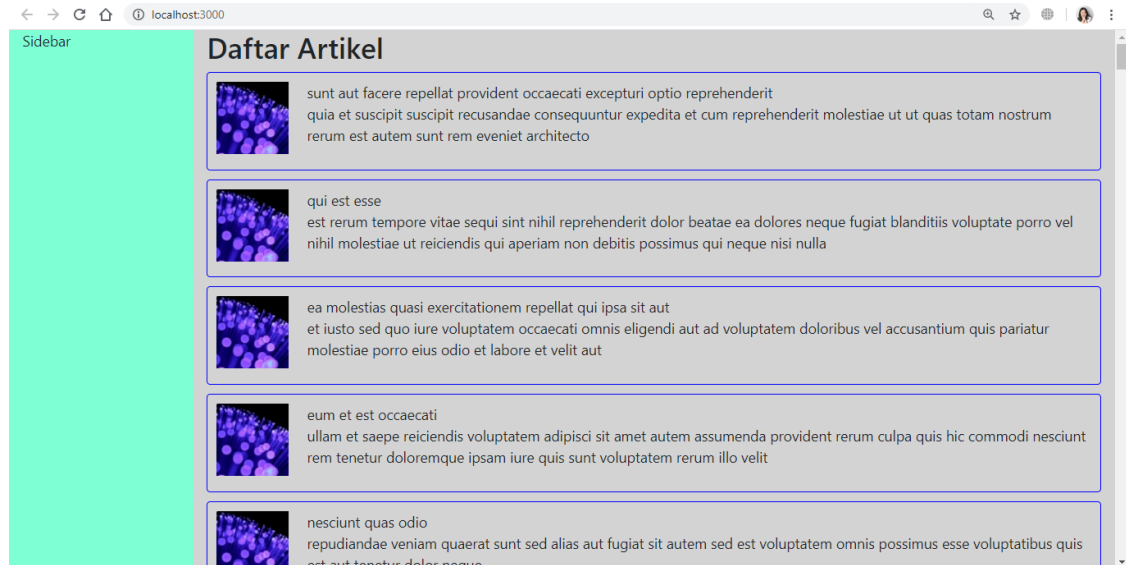 localhost:3000
Sidebar
Daftar Artikel
sunt aut facere repellat provident occaecati excepturi optio reprehenderit
quia et suscipit suscipit recusandae consequuntur expedita et cum reprehenderit molestiae ut ut quas totam nostrum
rerum est autem sunt rem eveniet architecto
qui est esse
est rerum tempore vitae sequi sint nihil reprehenderit dolor beatae ea dolores neque fugiat blanditiis voluptate porro vel
nihil molestiae ut reiciendis qui aperiam non debitis possimus qui neque nisi nulla
ea molestias quasi exercitationem repellat qui ipsa sit aut
et iusto sed quo iure voluptatem occaecati omnis eligendi aut ad voluptatem doloribus vel accusantium quis pariatur
molestiae porro eius odio et labore et velit aut
eum et est occaecati
ullam et saepe reiciendis voluptatem adipisci sit amet autem assumenda provident rerum culpa quis hic commodi nesciunt
rem tenetur doloremque ipsam iure quis sunt voluptatem rerum illo velit
nesciunt quas odio
repudiandae veniam quaerat sunt sed alias aut fugiat sit autem sed est voluptatem omnis possimus esse voluptatibus quis
est aut tenetur dolor neque